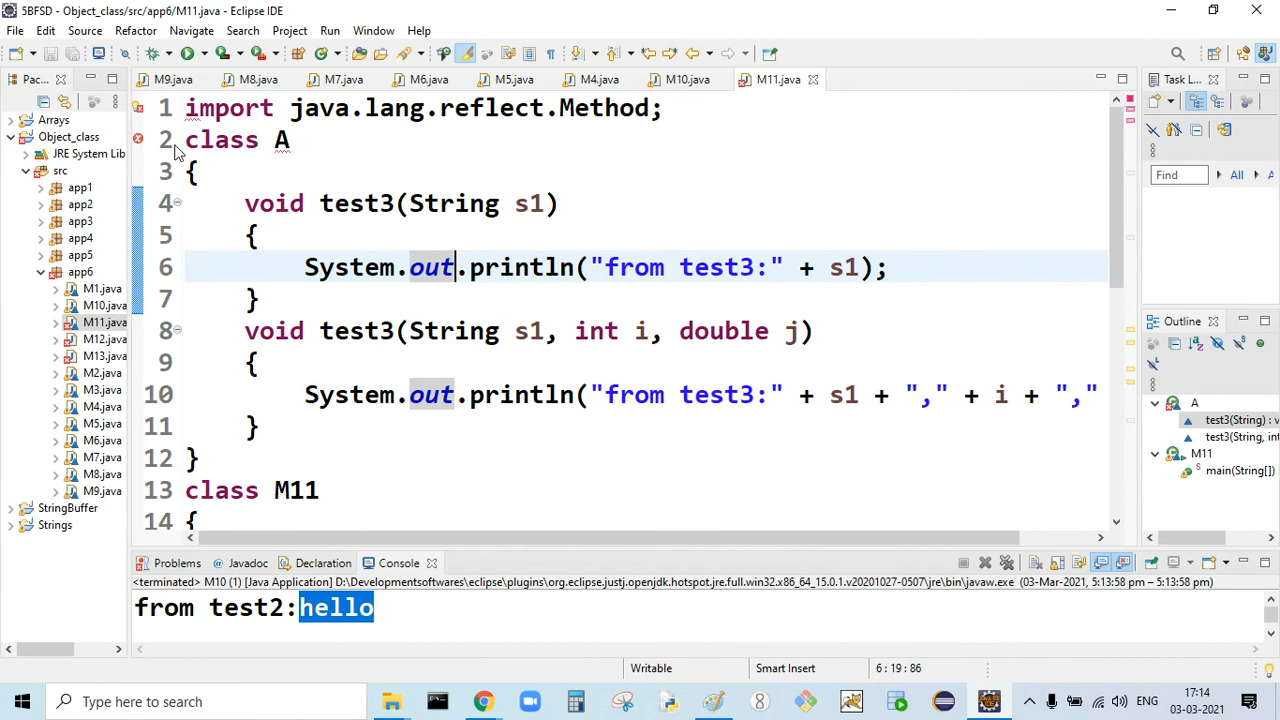 5BFSD - Object_class/src/app6/M11.java - Eclipse IDE
File Edit Source Refactor Navigate Search Project Run Window Help
Pac... M9.java M8.java M7.java M6.java M5.java M4.java M10.java M11.java Task L...
Arrays
Object_class
JRE System Lib
src
app1
app2
app3
app4
app5
app6
M1.java
M10.java
M11.java
M12.java
M13.java
M2.java
M3.java
M4.java
M5.java
M6.java
M7.java
M8.java
M9.java
StringBuffer
Strings
1 import java.lang.reflect.Method;
2 class A
3 {
4 void test3(String s1)
5 {
6 System.out.println("from test3:" + s1);
7 }
8 void test3(String s1, int i, double j)
9 {
10 System.out.println("from test3:" + s1 + "," + i + ","
11 }
12 }
13 class M11
14 {
Find All A
Outline
A
test3(String) : v
test3(String, int
M11
main(String[])
Problems Javadoc Declaration Console
<terminated> M10 (1) [Java Application] D:\Developmentsoftwares\eclipse\plugins\org.eclipse.justj.openjdk.hotspot.jre.full.win32.x86_64_15.0.1.v20201027-0507\jre\bin\javaw.exe (03-Mar-2021, 5:13:58 pm – 5:13:58 pm)
from test2:hello
Writable Smart Insert 6 : 19 : 86
Type here to search
ENG
17:14
03-03-2021